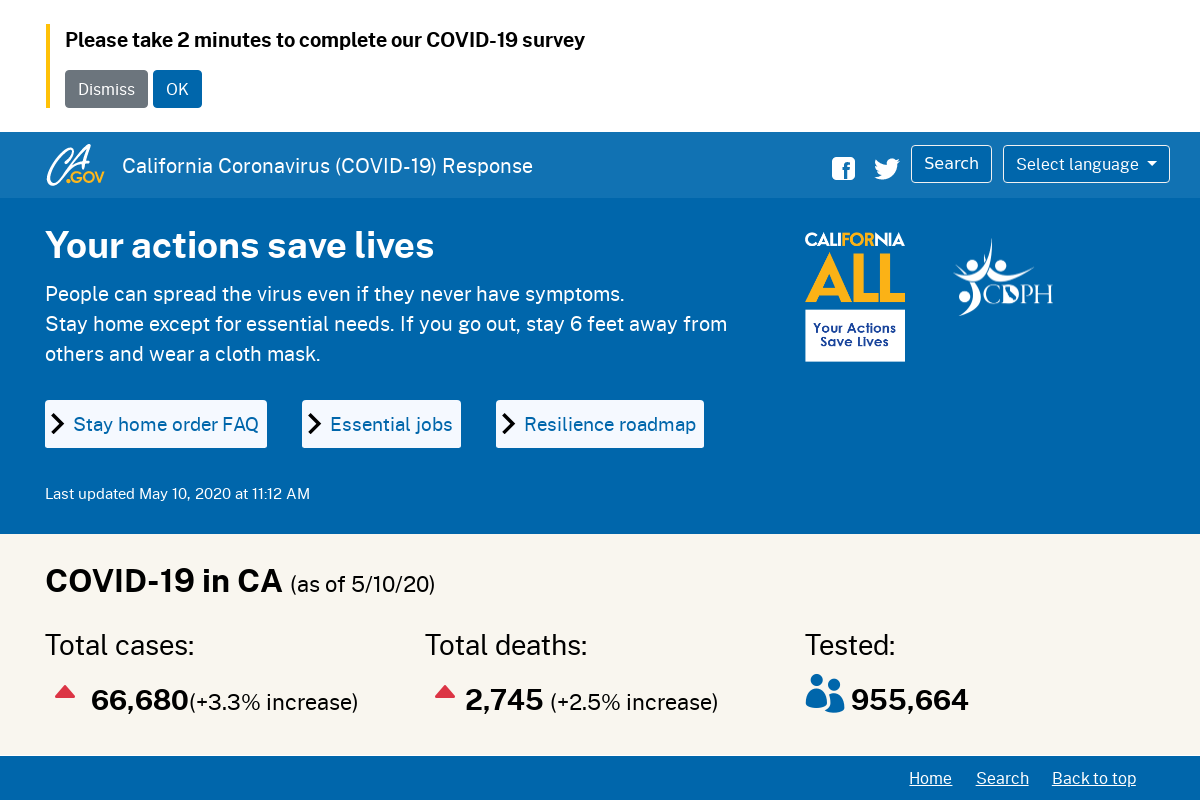 Please take 2 minutes to complete our COVID-19 survey
Dismiss OK
CA.GOV California Coronavirus (COVID-19) Response Search Select language
Your actions save lives
People can spread the virus even if they never have symptoms.
Stay home except for essential needs. If you go out, stay 6 feet away from
others and wear a cloth mask.
CALIFORNIA
ALL
Your Actions
Save Lives
CDPH
Stay home order FAQ Essential jobs Resilience roadmap
Last updated May 10, 2020 at 11:12 AM
COVID-19 in CA (as of 5/10/20)
Total cases: Total deaths: Tested:
66,680(+3.3% increase) 2,745 (+2.5% increase) 955,664
Home Search Back to top